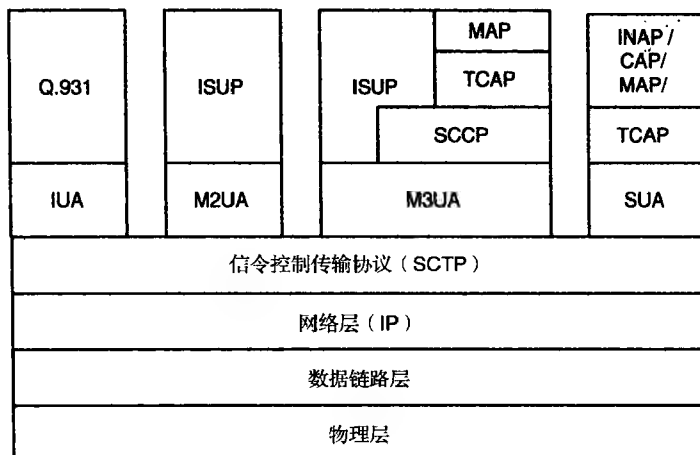 Q.931
ISUP
ISUP
MAP
TCAP
SCCP
INAP/
CAP/
MAP/
TCAP
IUA
M2UA
M3UA
SUA
信令控制传输协议（SCTP）
网络层（IP）
数据链路层
物理层